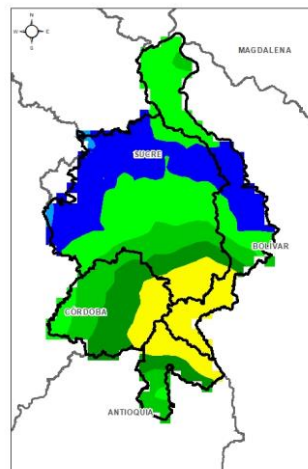 N
W E
S
MAGDALENA
SUCRE
BOLIVAR
CORDOBA
ANTIOQUIA